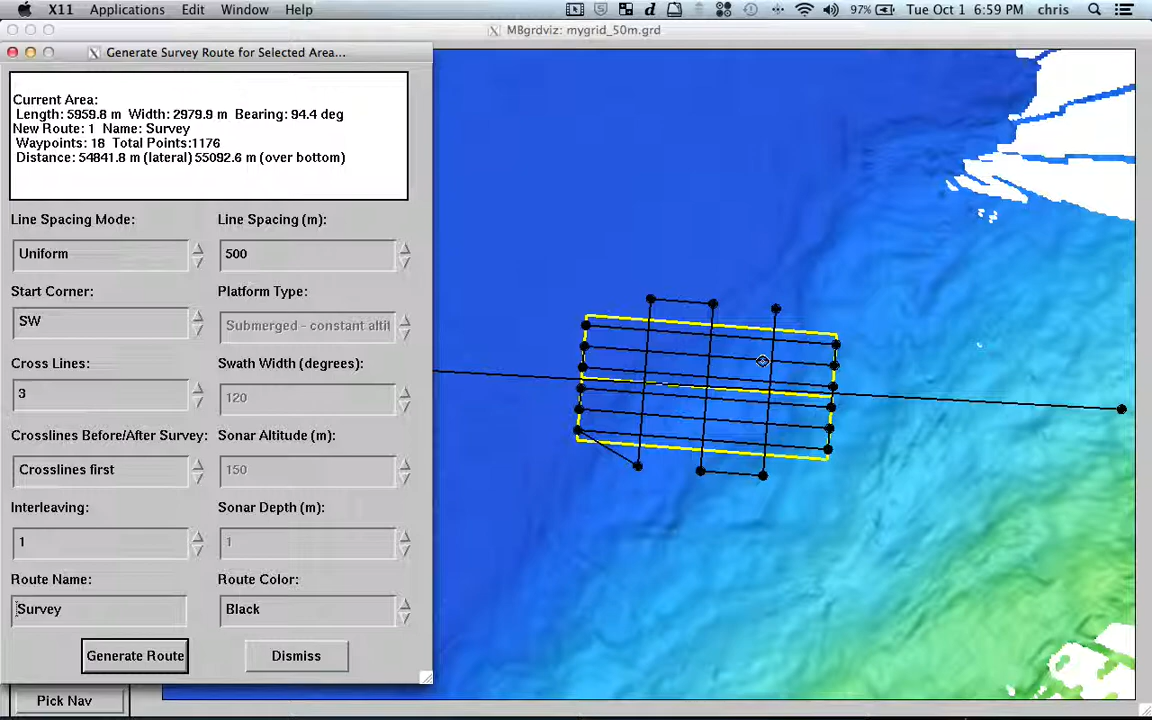 X11 Applications Edit Window Help 97% Tue Oct 1 6:59 PM chris
MBgrdviz: mygrid_50m.grd
Generate Survey Route for Selected Area...
Current Area:
Length: 5959.8 m Width: 2979.9 m Bearing: 94.4 deg
New Route: 1 Name: Survey
Waypoints: 18 Total Points:1176
Distance: 54841.8 m (lateral) 55092.6 m (over bottom)
Line Spacing Mode: Line Spacing (m):
Uniform 500
Start Corner: Platform Type:
SW Submerged - constant altit
Cross Lines: Swath Width (degrees):
3 120
Crosslines Before/After Survey: Sonar Altitude (m):
Crosslines first 150
Interleaving: Sonar Depth (m):
1 1
Route Name: Route Color:
Survey Black
Generate Route Dismiss
Pick Nav